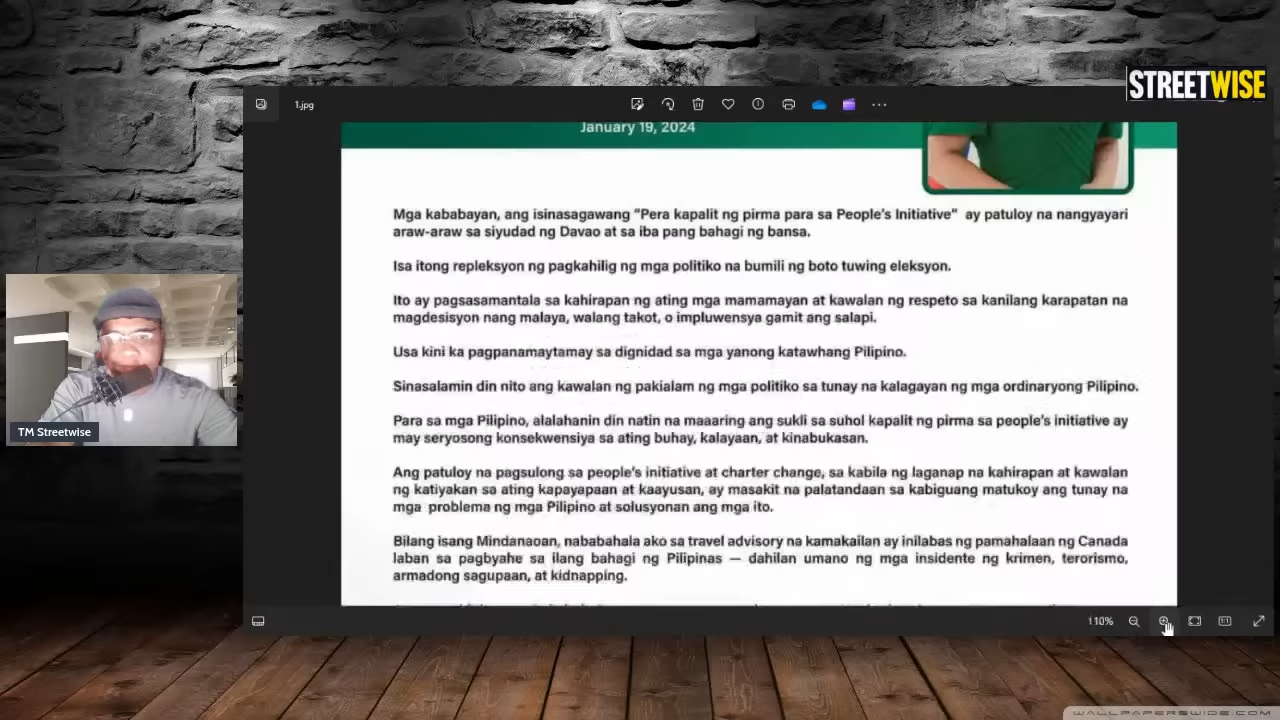 STREETWISE
1.jpg
January 19, 2024
Mga kababayan, ang isinasagawang "Pera kapalit ng pirma para sa People's Initiative" ay patuloy na nangyayari
araw-araw sa siyudad ng Davao at sa iba pang bahagi ng bansa.
Isa itong repleksyon ng pagkahilig ng mga politiko na bumili ng boto tuwing eleksyon.
Ito ay pagsasamantala sa kahirapan ng ating mga mamamayan at kawalan ng respeto sa kanilang karapatan na
magdesisyon nang malaya, walang takot, o impluwensya gamit ang salapi.
Usa kini ka pagpanamaytamay sa dignidad sa mga yanong katawhang Pilipino.
Sinasalamin din nito ang kawalan ng pakialam ng mga politiko sa tunay na kalagayan ng mga ordinaryong Pilipino.
Para sa mga Pilipino, alalahanin din natin na maaaring ang sukli sa suhol kapalit ng pirma sa people's initiative ay
may seryosong konsekwensiya sa ating buhay, kalayaan, at kinabukasan.
Ang patuloy na pagsulong sa people's initiative at charter change, sa kabila ng laganap na kahirapan at kawalan
ng katiyakan sa ating kapayapaan at kaayusan, ay masakit na palatandaan sa kabiguang matukoy ang tunay na
mga problema ng mga Pilipino at solusyonan ang mga ito.
Bilang isang Mindanaoan, nababahala ako sa travel advisory na kamakailan ay inilabas ng pamahalaan ng Canada
laban sa pagbyahe sa ilang bahagi ng Pilipinas — dahilan umano ng mga insidente ng krimen, terorismo,
armadong sagupaan, at kidnapping.
TM Streetwise
110%
WALLPAPERSWIDE.COM